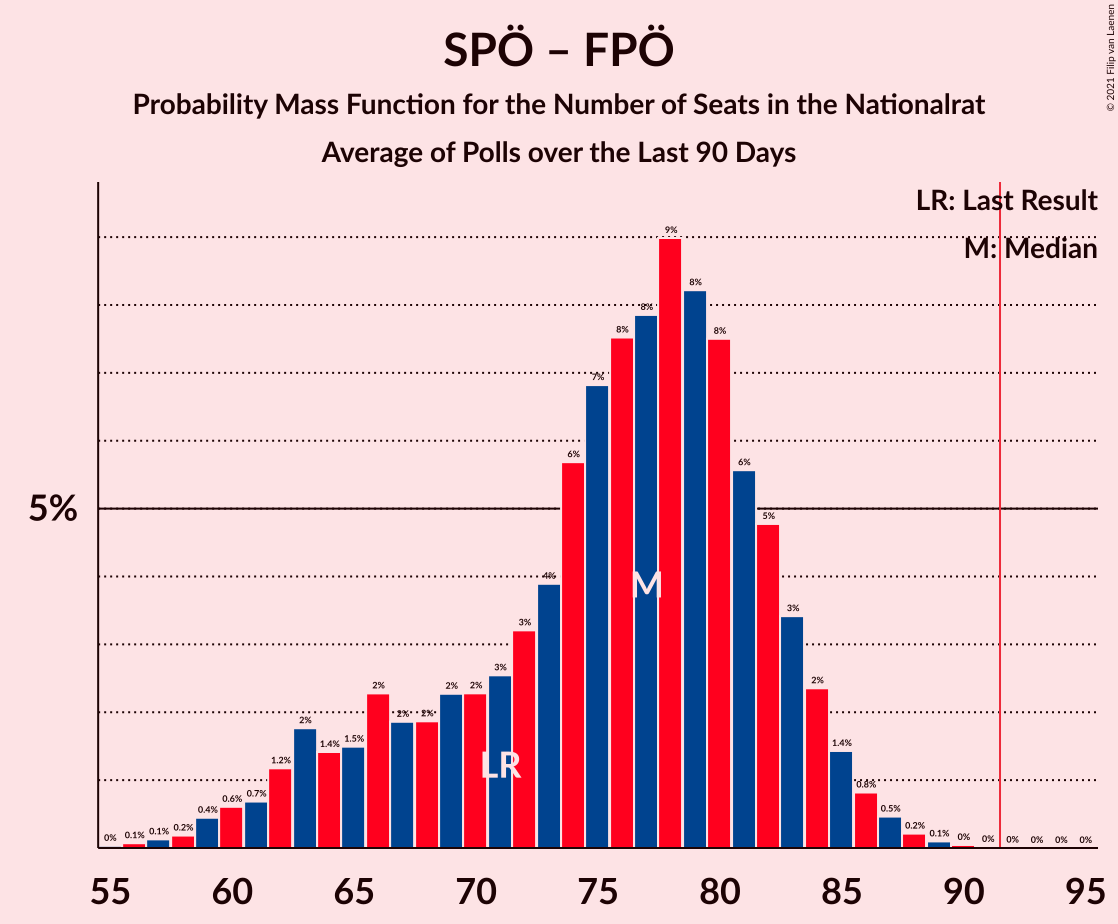 SPÖ – FPÖ
Probability Mass Function for the Number of Seats in the Nationalrat
Average of Polls over the Last 90 Days
© 2021 Filip van Laenen
LR: Last Result
M: Median
5%
0% 0.1% 0.1% 0.2% 0.4% 0.6% 0.7% 1.2% 2% 1.4% 1.5% 2% 2% 2% 2% 2% 3% 3% 4% 6% 7% 8% 8% 9% 8% 8% 6% 5% 3% 2% 1.4% 0.8% 0.5% 0.2% 0.1% 0% 0% 0% 0% 0% 0%
M
LR
55 60 65 70 75 80 85 90 95